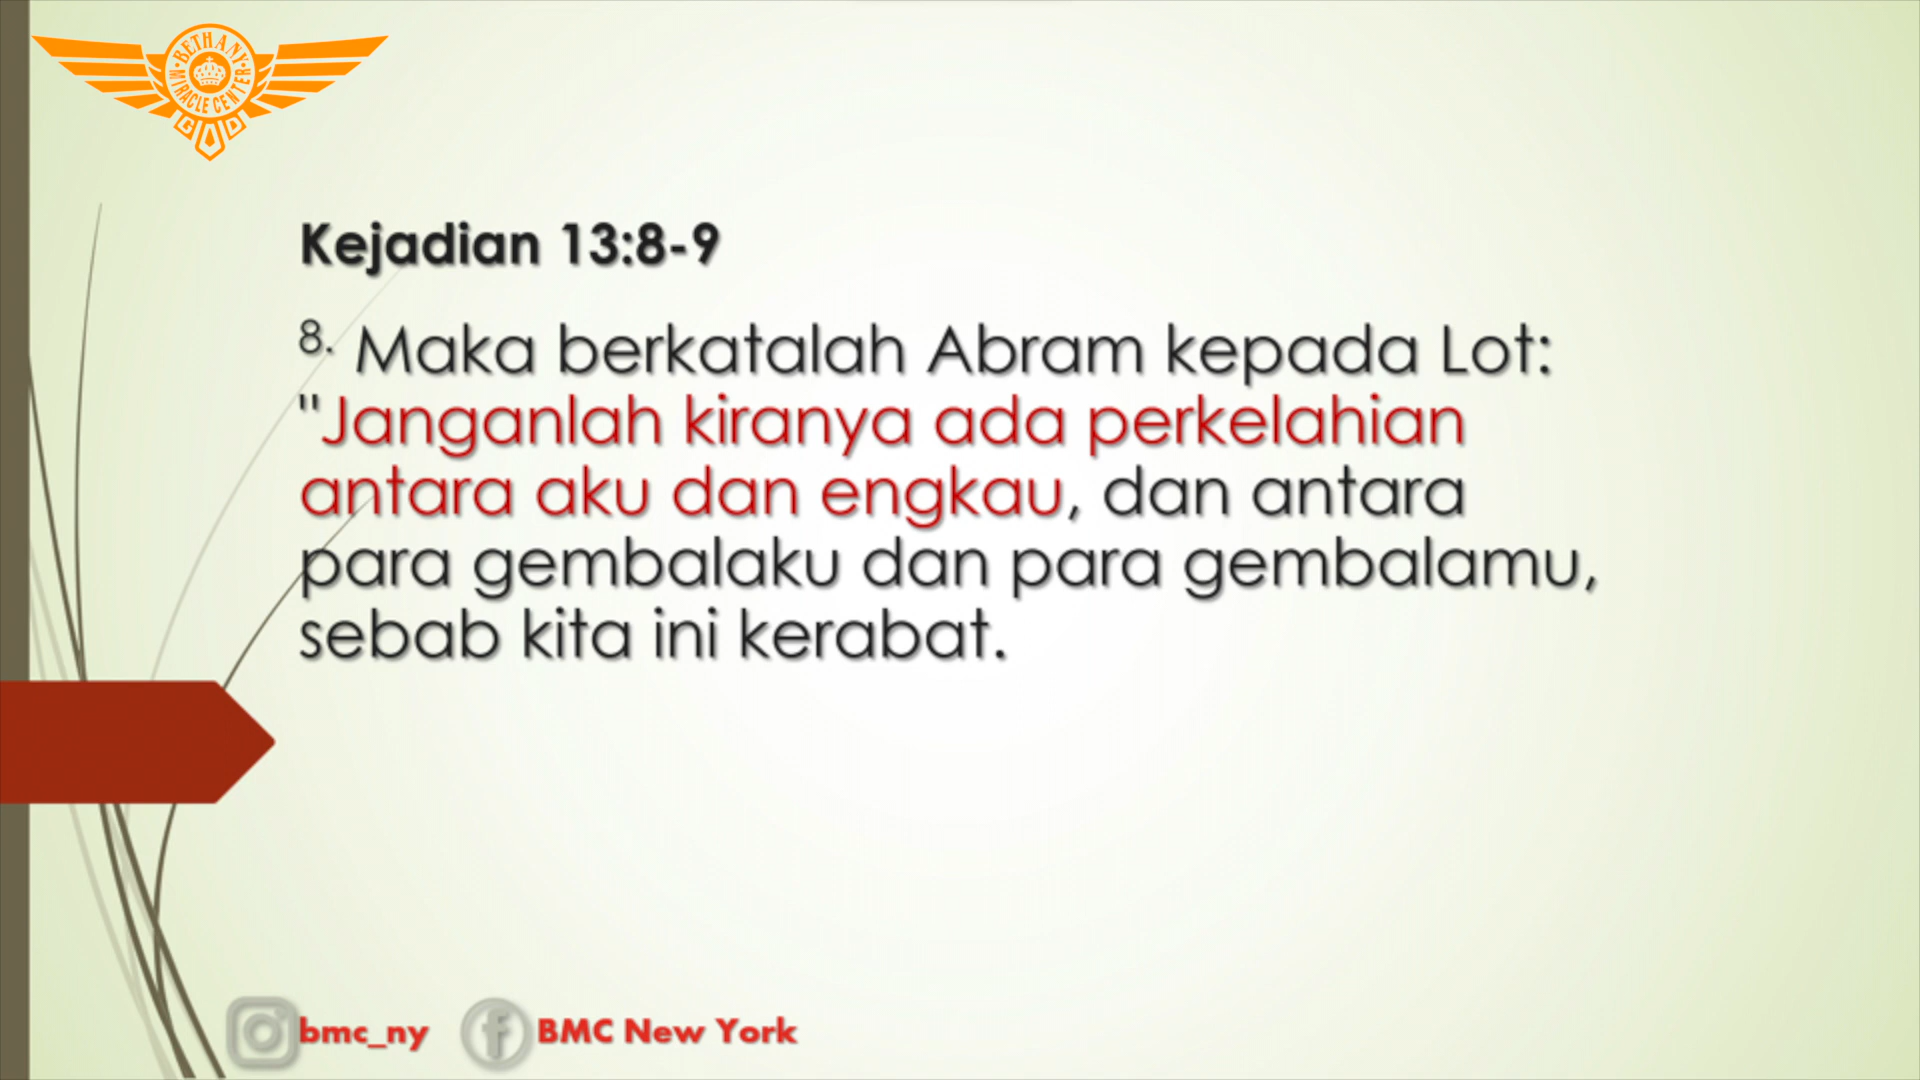 BETHANY
MIRACLE CENTER
GAD
Kejadian 13:8-9
8. Maka berkatalah Abram kepada Lot:
"Janganlah kiranya ada perkelahian
antara aku dan engkau, dan antara
para gembalaku dan para gembalamu,
sebab kita ini kerabat.
bmc_ny BMC New York